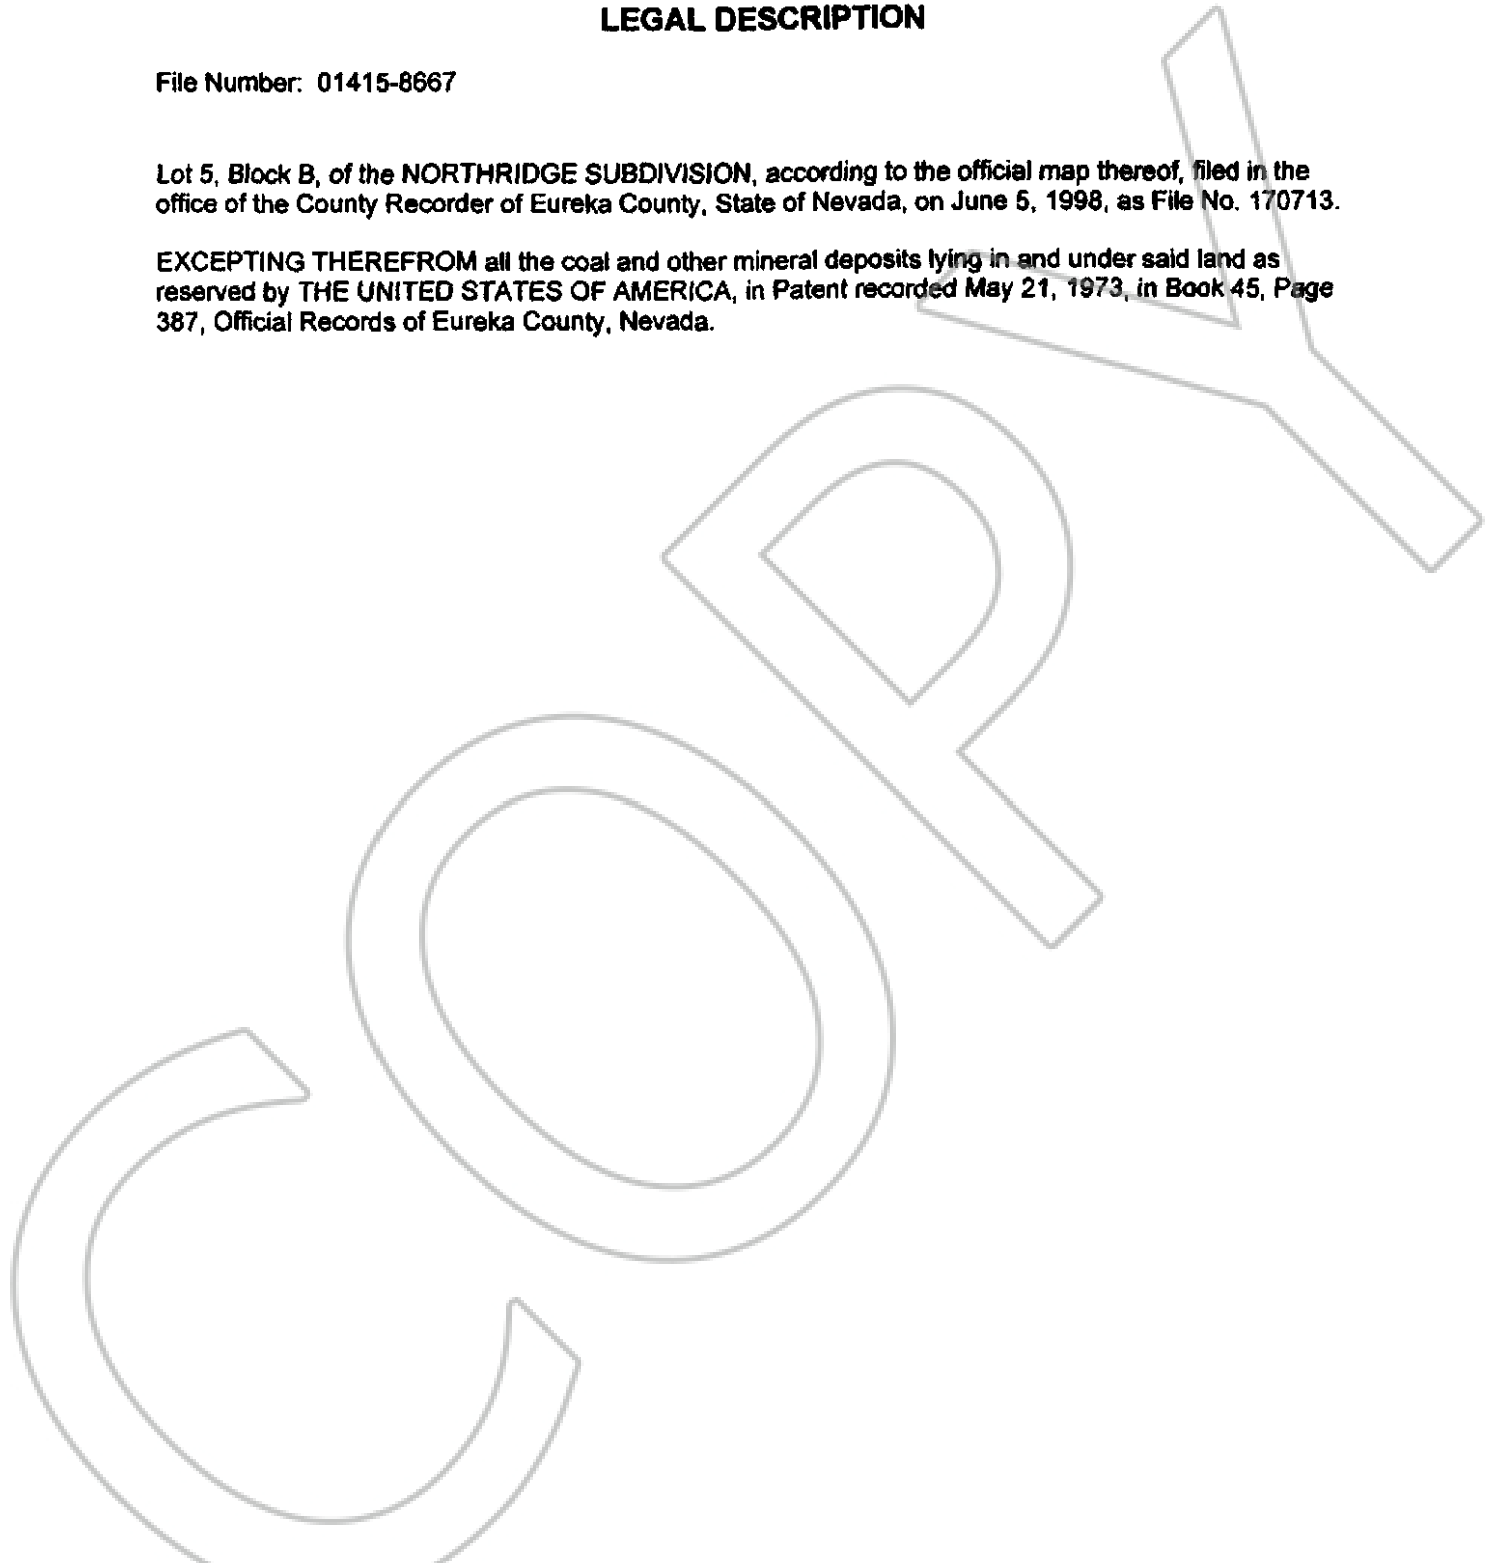 LEGAL DESCRIPTION
File Number: 01415-8667
Lot 5, Block B, of the NORTHRIDGE SUBDIVISION, according to the official map thereof, filed in the
office of the County Recorder of Eureka County, State of Nevada, on June 5, 1998, as File No. 170713.
EXCEPTING THEREFROM all the coal and other mineral deposits lying in and under said land as
reserved by THE UNITED STATES OF AMERICA, in Patent recorded May 21, 1973, in Book 45, Page
387, Official Records of Eureka County, Nevada.
COPY